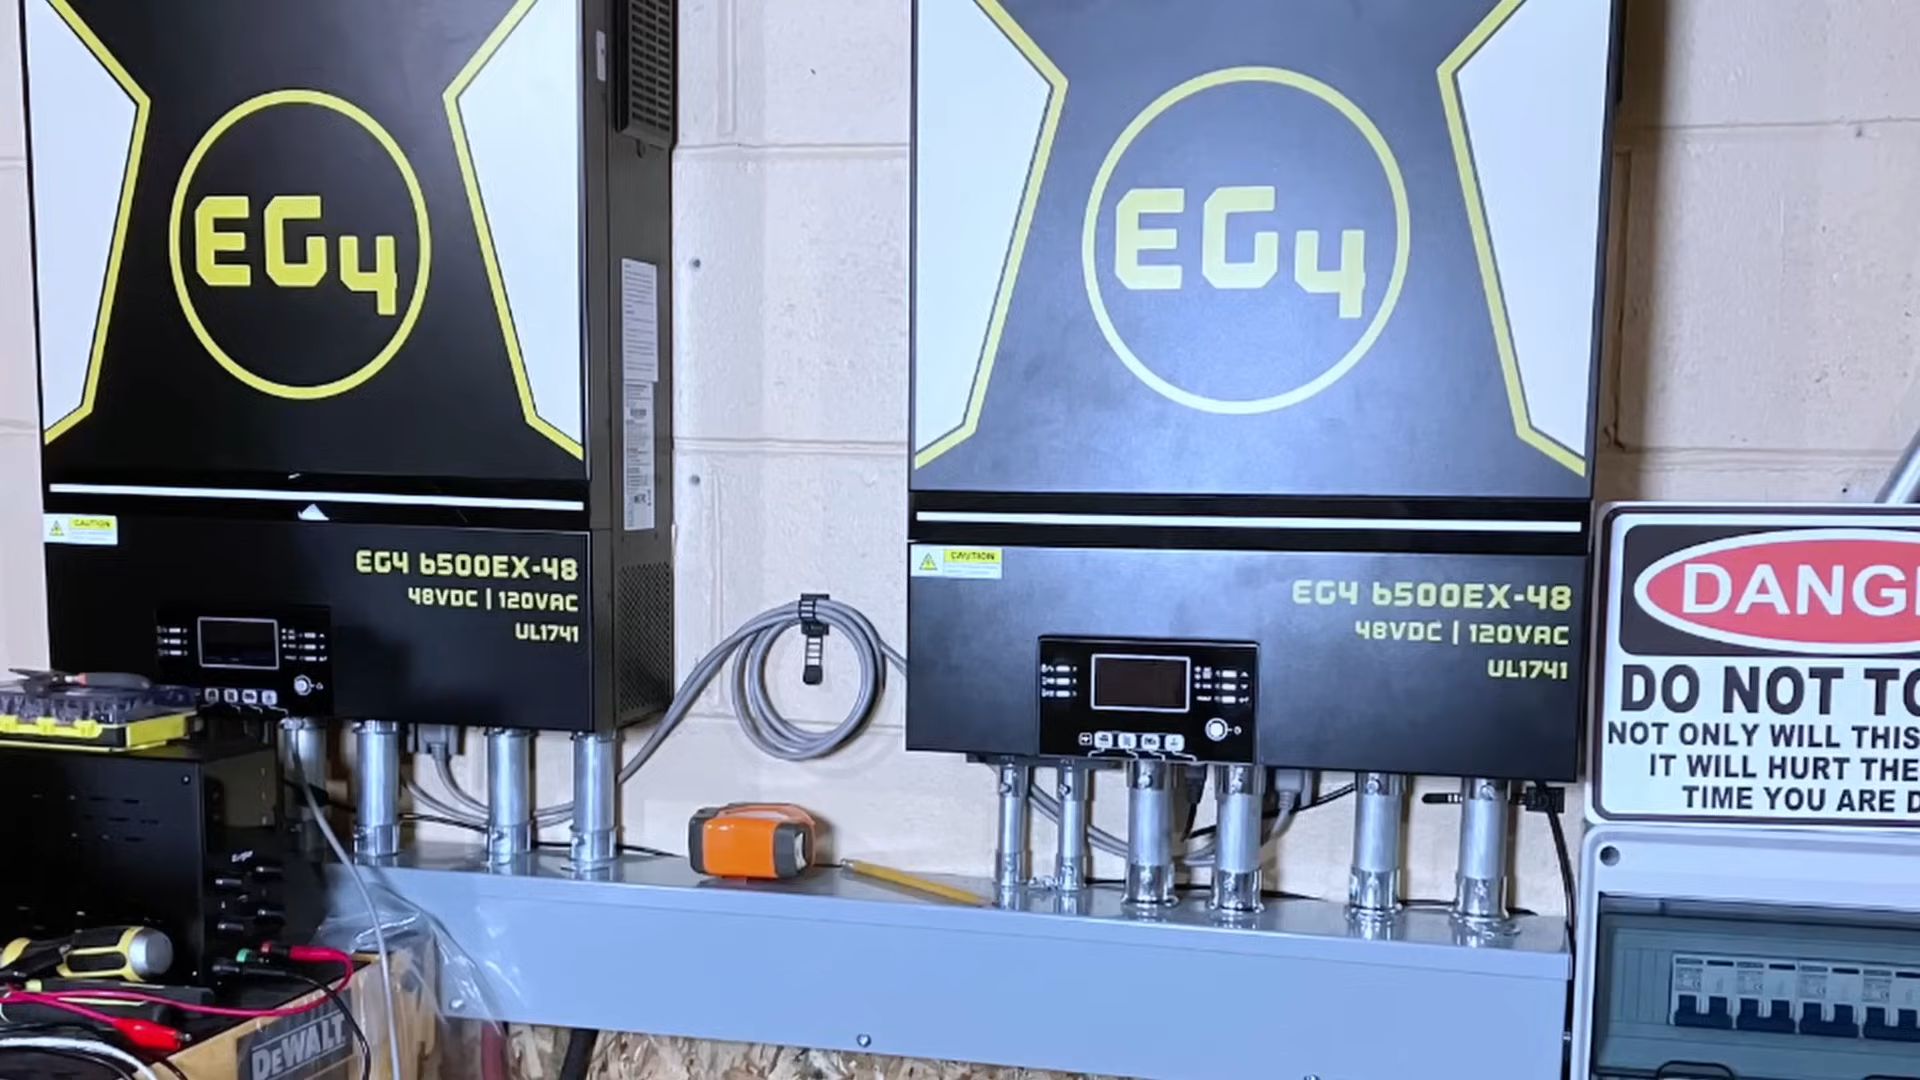 EG4
CAUTION
EG4 6500EX-48
48VDC | 120VAC
UL1741
EG4
CAUTION
EG4 6500EX-48
48VDC | 120VAC
UL1741
DANG
DO NOT TO
NOT ONLY WILL THIS
IT WILL HURT THE
TIME YOU ARE D
DEWALT